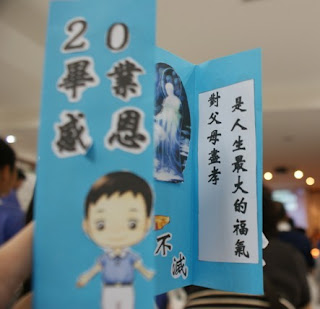 20
畢業
感恩
不滅
對父母盡孝
是人生最大的福氣